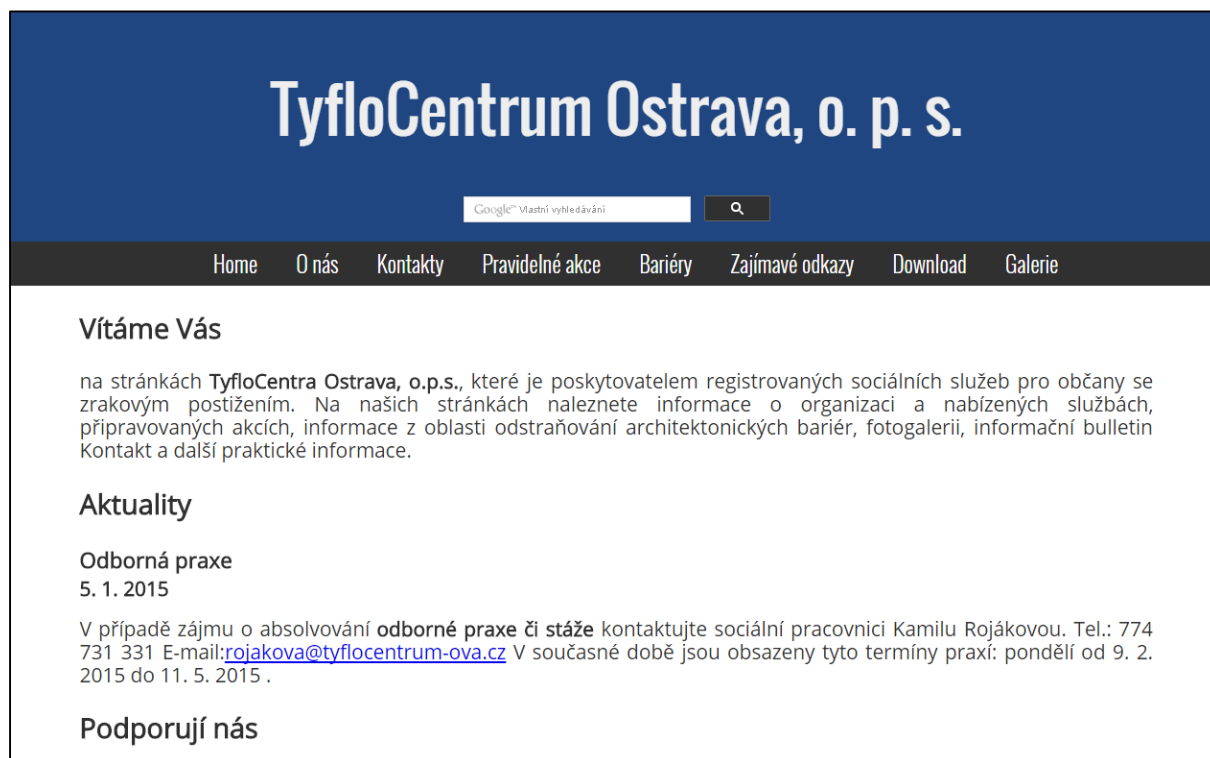 TyfloCentrum Ostrava, o. p. s.
Google™ Vlastní vyhledávání
Home O nás Kontakty Pravidelné akce Bariéry Zajímavé odkazy Download Galerie
Vítáme Vás
na stránkách TyfloCentra Ostrava, o.p.s., které je poskytovatelem registrovaných sociálních služeb pro občany se
zrakovým postižením. Na našich stránkách naleznete informace o organizaci a nabízených službách,
připravovaných akcích, informace z oblasti odstraňování architektonických bariér, fotogalerii, informační bulletin
Kontakt a další praktické informace.
Aktuality
Odborná praxe
5. 1. 2015
V případě zájmu o absolvování odborné praxe či stáže kontaktujte sociální pracovnici Kamilu Rojákovou. Tel.: 774
731 331 E-mail:rojakova@tyflocentrum-ova.cz V současné době jsou obsazeny tyto termíny praxí: pondělí od 9. 2.
2015 do 11. 5. 2015 .
Podporují nás